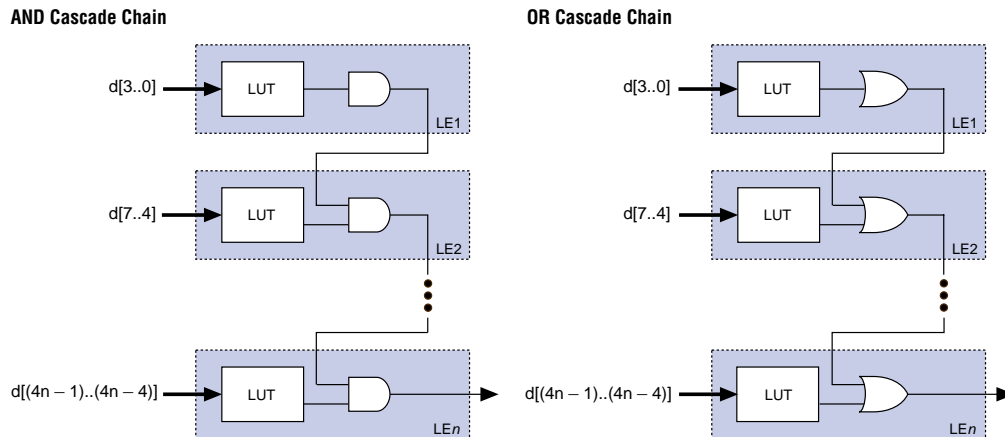 AND Cascade Chain
d[3..0]
LUT
LE1
d[7..4]
LUT
LE2
d[(4n – 1)..(4n – 4)]
LUT
LEn
OR Cascade Chain
d[3..0]
LUT
LE1
d[7..4]
LUT
LE2
d[(4n – 1)..(4n – 4)]
LUT
LEn